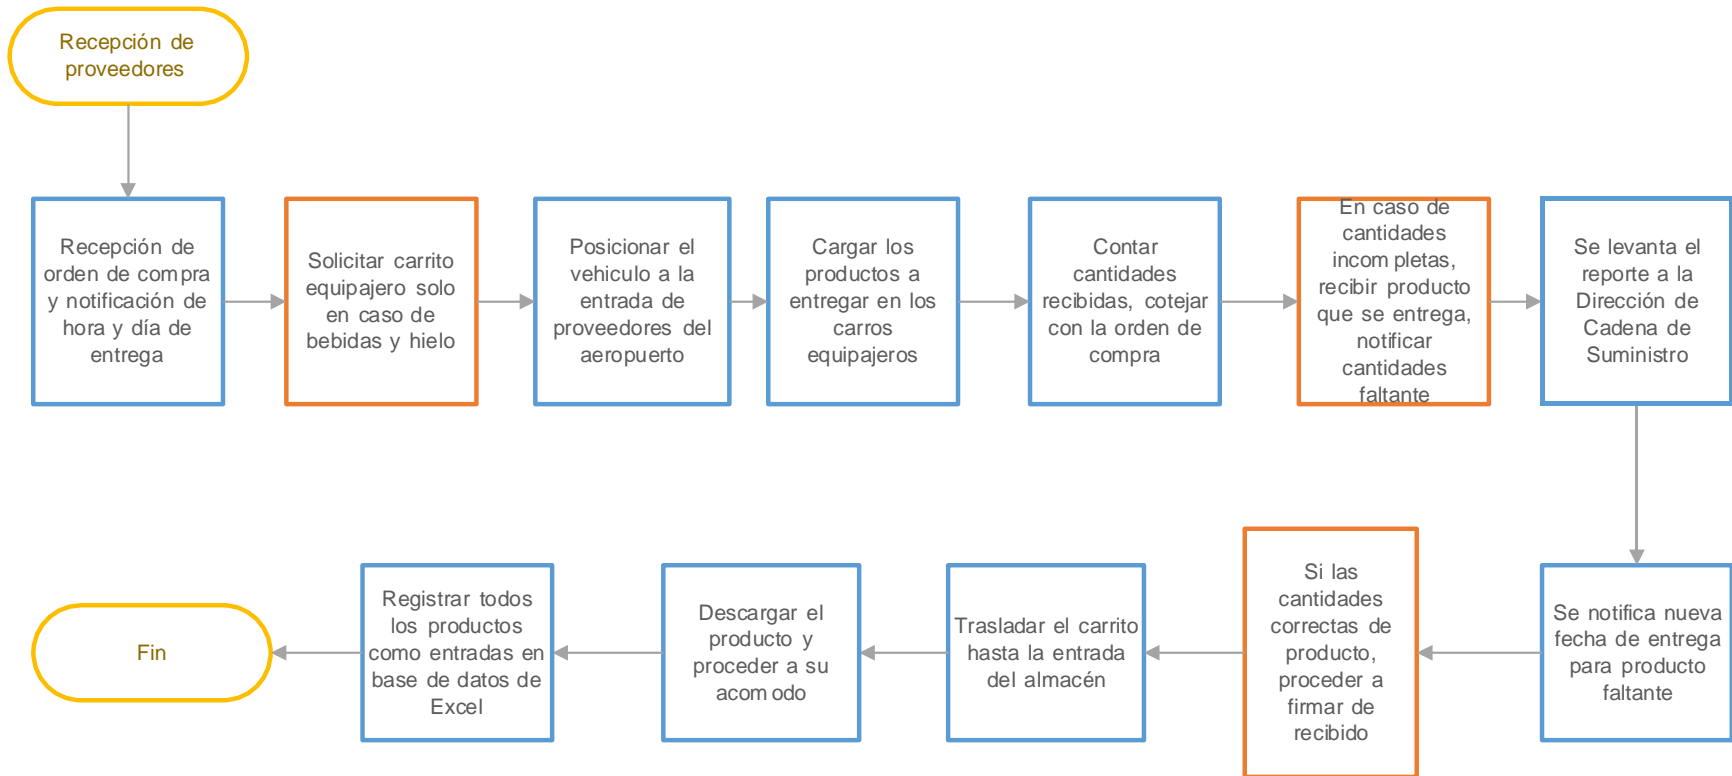 Recepción de
proveedores
Recepción de
orden de compra
y notificación de
hora y día de
entrega
Solicitar carrito
equipajero solo
en caso de
bebidas y hielo
Posicionar el
vehiculo a la
entrada de
proveedores del
aeropuerto
Cargar los
productos a
entregar en los
carros
equipajeros
Contar
cantidades
recibidas, cotejar
con la orden de
compra
En caso de
cantidades
incompletas,
recibir producto
que se entrega,
notificar
cantidades
faltante
Se levanta el
reporte a la
Dirección de
Cadena de
Suministro
Se notifica nueva
fecha de entrega
para producto
faltante
Si las
cantidades
correctas de
producto,
proceder a
firmar de
recibido
Trasladar el carrito
hasta la entrada
del almacén
Descargar el
producto y
proceder a su
acomodo
Registrar todos
los productos
como entradas en
base de datos de
Excel
Fin